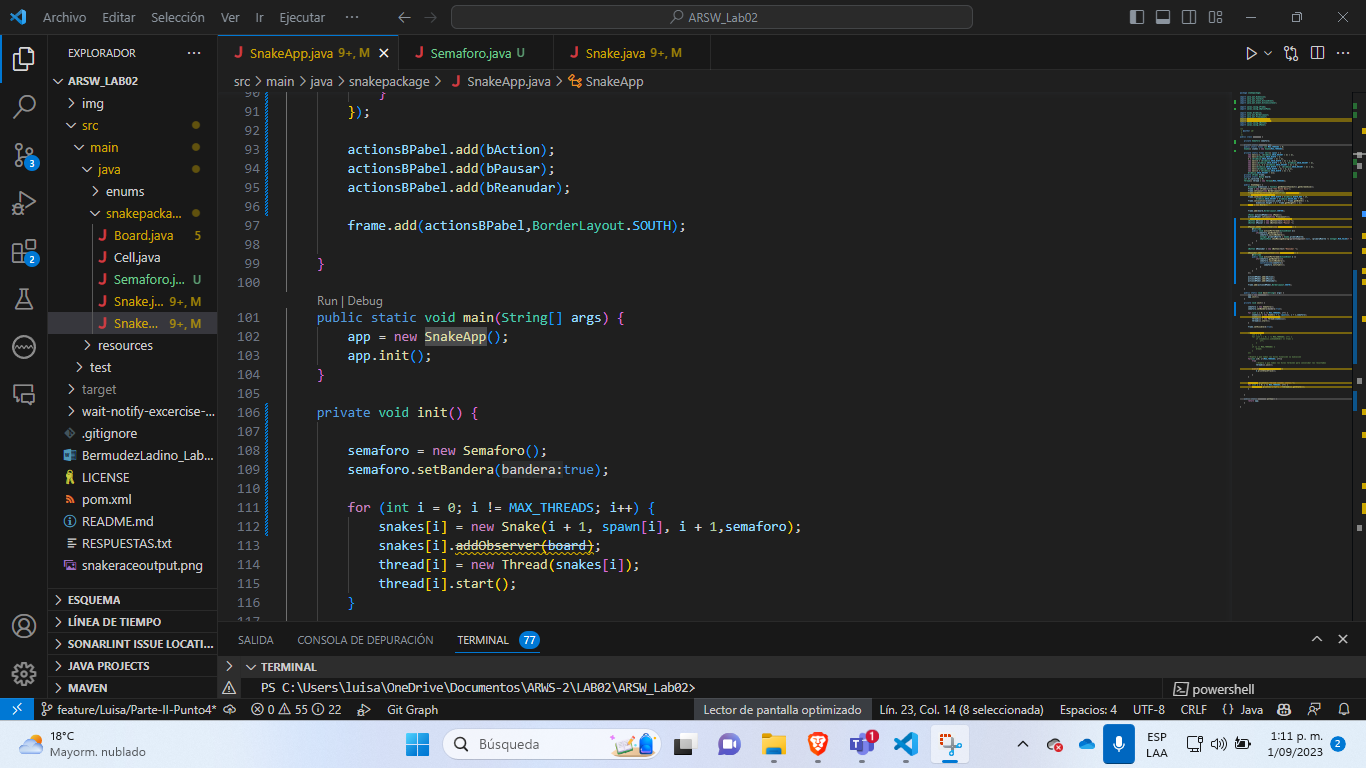 Archivo Editar Selección Ver Ir Ejecutar ··· ARSW_Lab02
EXPLORADOR ···
ARSW_LAB02
img
src
main
java
enums
snakepacka...
Board.java 5
Cell.java
Semaforo.j... U
Snake.j... 9+, M
Snake... 9+, M
resources
test
target
wait-notify-excercise-...
.gitignore
BermudezLadino_Lab...
LICENSE
pom.xml
README.md
RESPUESTAS.txt
snakeraceoutput.png
ESQUEMA
LÍNEA DE TIEMPO
SONARLINT ISSUE LOCATI...
JAVA PROJECTS
MAVEN
3
2
SnakeApp.java 9+, M
Semaforo.java U
Snake.java 9+, M
src > main > java > snakepackage > SnakeApp.java > SnakeApp
90 }
91 });
92
93 actionsBPabel.add(bAction);
94 actionsBPabel.add(bPausar);
95 actionsBPabel.add(bReanudar);
96
97 frame.add(actionsBPabel,BorderLayout.SOUTH);
98
99 }
100
Run | Debug
101 public static void main(String[] args) {
102 app = new SnakeApp();
103 app.init();
104 }
105
106 private void init() {
107
108 semaforo = new Semaforo();
109 semaforo.setBandera(bandera:true);
110
111 for (int i = 0; i != MAX_THREADS; i++) {
112 snakes[i] = new Snake(i + 1, spawn[i], i + 1,semaforo);
113 snakes[i].addObserver(board);
114 thread[i] = new Thread(snakes[i]);
115 thread[i].start();
116 }
117
SALIDA CONSOLA DE DEPURACIÓN TERMINAL 77
TERMINAL
PS C:\Users\luisa\OneDrive\Documentos\ARWS-2\LAB02\ARSW_Lab02>
powershell
feature/Luisa/Parte-II-Punto4* 0 55 22 Git Graph Lector de pantalla optimizado Lín. 23, Col. 14 (8 seleccionada) Espacios: 4 UTF-8 CRLF { } Java
18°C
Mayorm. nublado
Búsqueda
1
ESP
LAA
1:11 p. m.
1/09/2023
2